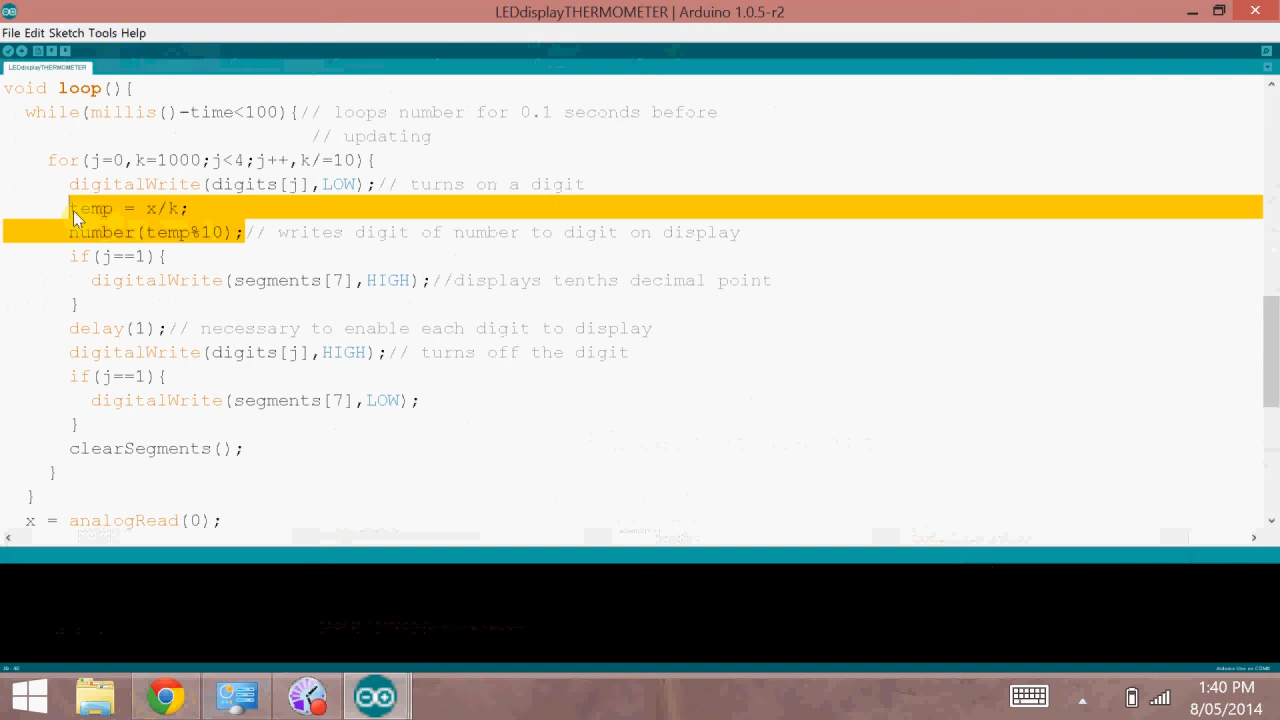 LEDdisplayTHERMOMETER | Arduino 1.0.5-r2
File Edit Sketch Tools Help
LEDdisplayTHERMOMETER
void loop(){
while(millis()-time<100){// loops number for 0.1 seconds before
// updating
for(j=0,k=1000;j<4;j++,k/=10){
digitalWrite(digits[j],LOW);// turns on a digit
temp = x/k;
number(temp%10);// writes digit of number to digit on display
if(j==1){
digitalWrite(segments[7],HIGH);//displays tenths decimal point
}
delay(1);// necessary to enable each digit to display
digitalWrite(digits[j],HIGH);// turns off the digit
if(j==1){
digitalWrite(segments[7],LOW);
}
clearSegments();
}
}
x = analogRead(0);
Arduino Uno on COM5
1:40 PM
8/05/2014